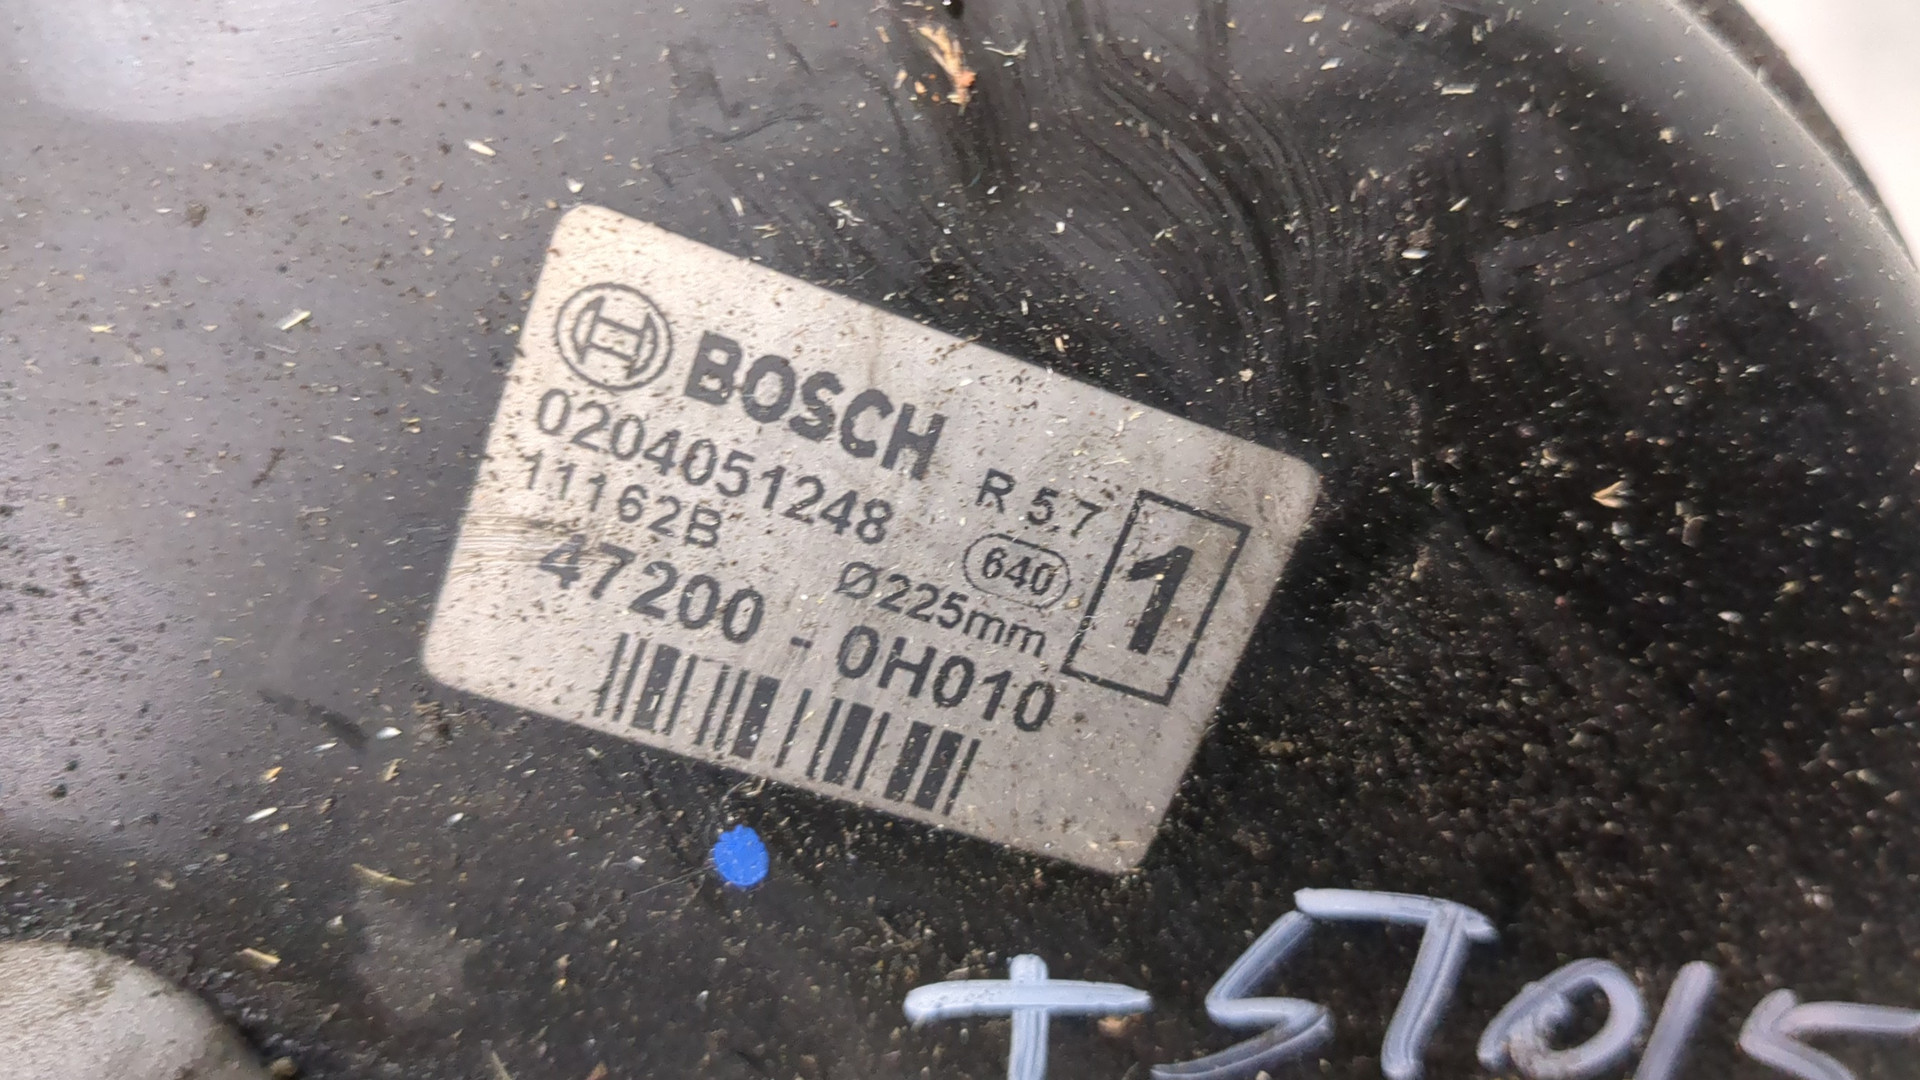 BOSCH
0204051248
R 5 7
11162B
640
1
Ø225mm
47200 - 0H010